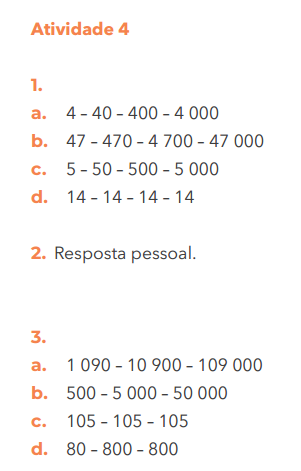 Atividade 4
1.
a. 4 – 40 – 400 – 4 000
b. 47 – 470 – 4 700 – 47 000
c. 5 – 50 – 500 – 5 000
d. 14 – 14 – 14 – 14
2. Resposta pessoal.
3.
a. 1 090 – 10 900 – 109 000
b. 500 – 5 000 – 50 000
c. 105 – 105 – 105
d. 80 – 800 – 800